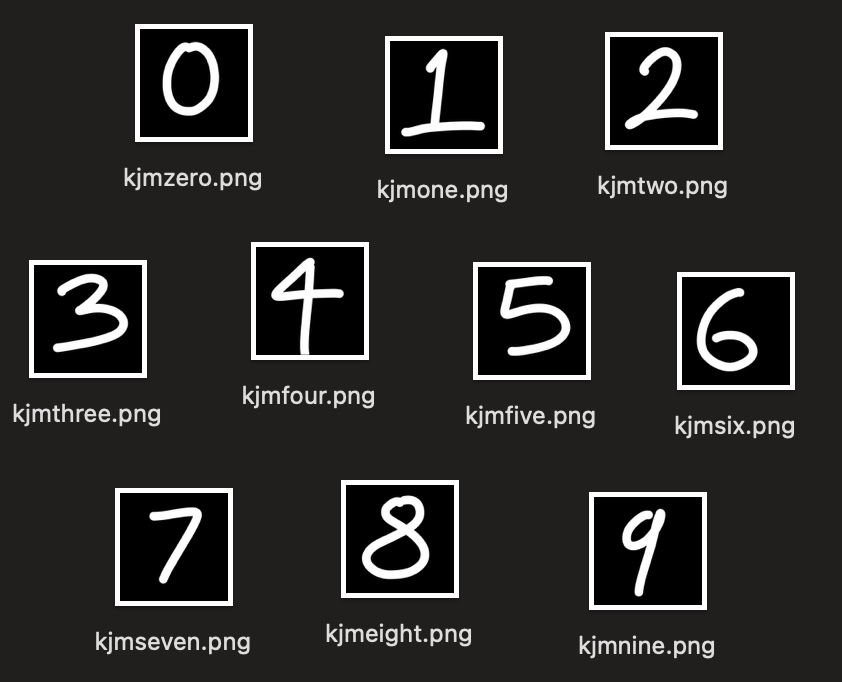 0 1 2
kjmzero.png kjmone.png kjmtwo.png
3 4 5 6
kjmthree.png kjmfour.png kjmfive.png kjmsix.png
7 8 9
kjmseven.png kjmeight.png kjmnine.png